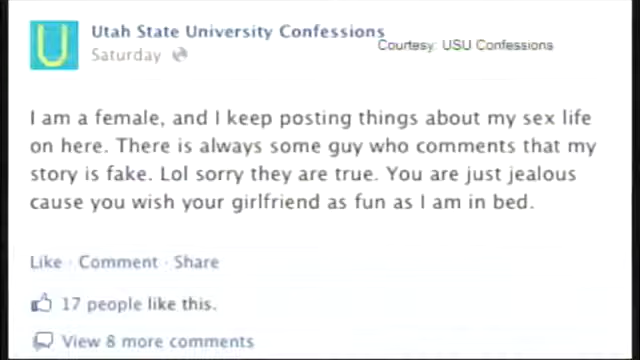 U
Utah State University Confessions
Courtesy: USU Confessions
Saturday
I am a female, and I keep posting things about my sex life
on here. There is always some guy who comments that my
story is fake. Lol sorry they are true. You are just jealous
cause you wish your girlfriend as fun as I am in bed.
Like · Comment · Share
17 people like this.
View 8 more comments